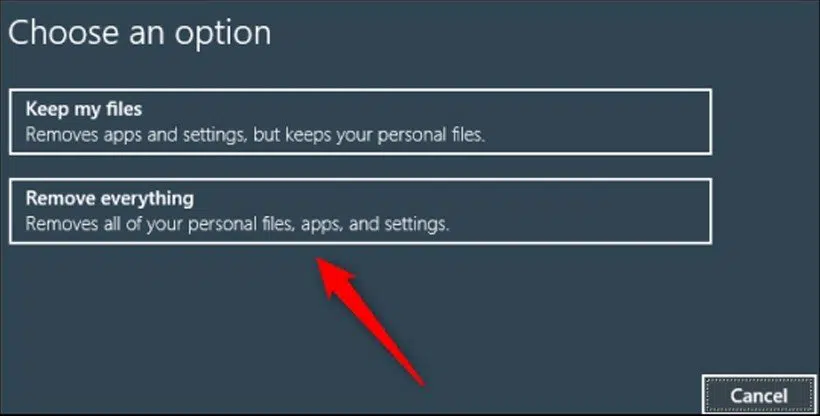 Choose an option
Keep my files
Removes apps and settings, but keeps your personal files.
Remove everything
Removes all of your personal files, apps, and settings.
Cancel